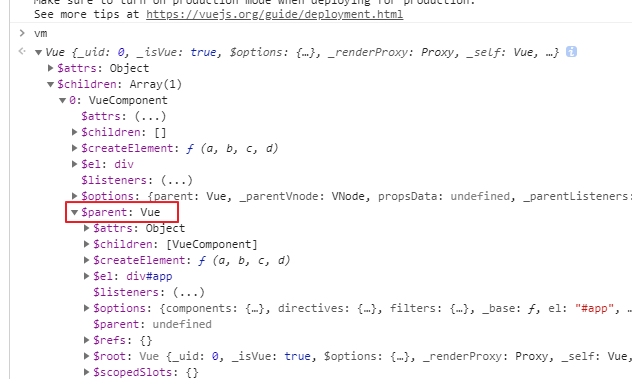 Make sure to turn on production mode when deploying for production.
See more tips at https://vuejs.org/guide/deployment.html
> vm
Vue {_uid: 0, _isVue: true, $options: {…}, _renderProxy: Proxy, _self: Vue, …} i
$attrs: Object
$children: Array(1)
0: VueComponent
$attrs: (...)
$children: []
$createElement: ƒ (a, b, c, d)
$el: div
$listeners: (...)
$options: {parent: Vue, _parentVnode: VNode, propsData: undefined, _parentListeners:
$parent: Vue
$attrs: Object
$children: [VueComponent]
$createElement: ƒ (a, b, c, d)
$el: div#app
$listeners: (...)
$options: {components: {…}, directives: {…}, filters: {…}, _base: ƒ, el: "#app", …
$parent: undefined
$refs: {}
$root: Vue {_uid: 0, _isVue: true, $options: {…}, _renderProxy: Proxy, _self: Vue,
$scopedSlots: {}